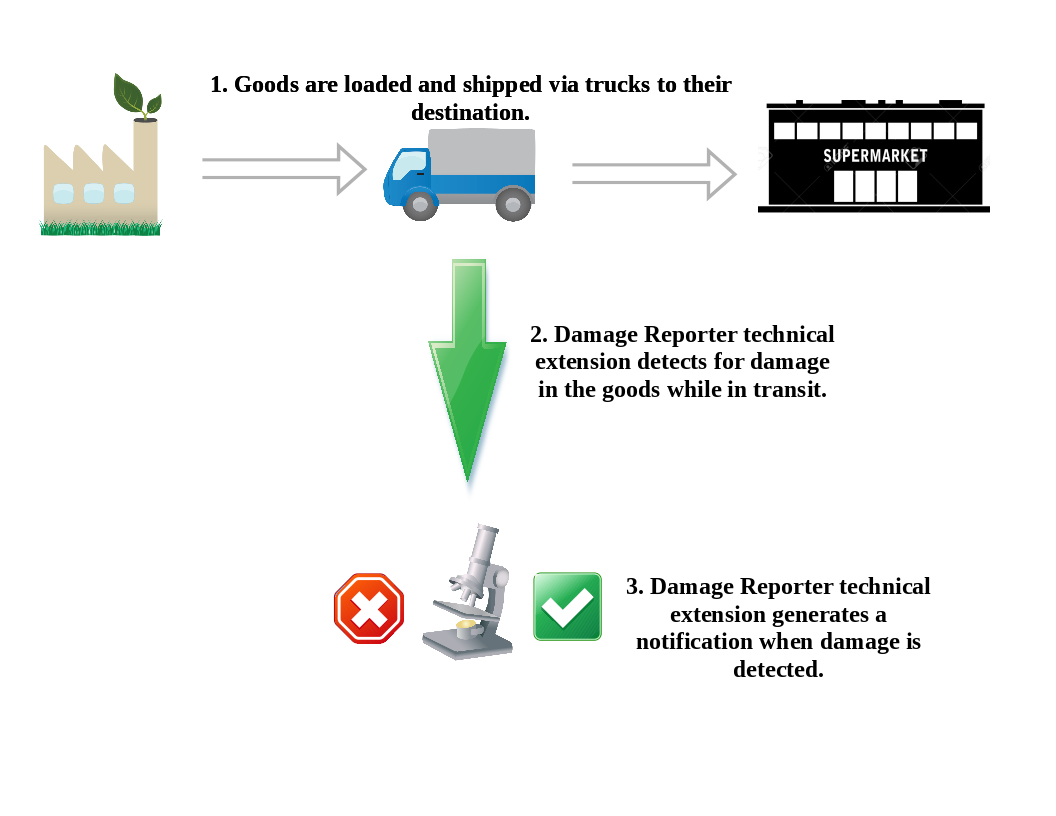 1. Goods are loaded and shipped via trucks to their
destination.
SUPERMARKET
2. Damage Reporter technical
extension detects for damage
in the goods while in transit.
3. Damage Reporter technical
extension generates a
notification when damage is
detected.